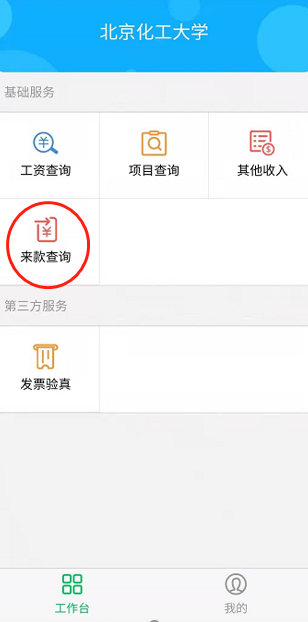 北京化工大学
基础服务
工资查询
项目查询
其他收入
来款查询
第三方服务
发票验真
工作台
我的